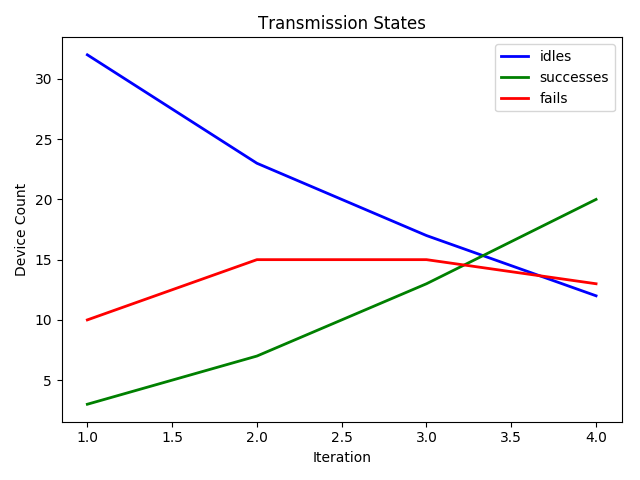 Transmission States
idles
successes
fails
Device Count
30
25
20
15
10
5
1.0 1.5 2.0 2.5 3.0 3.5 4.0
Iteration